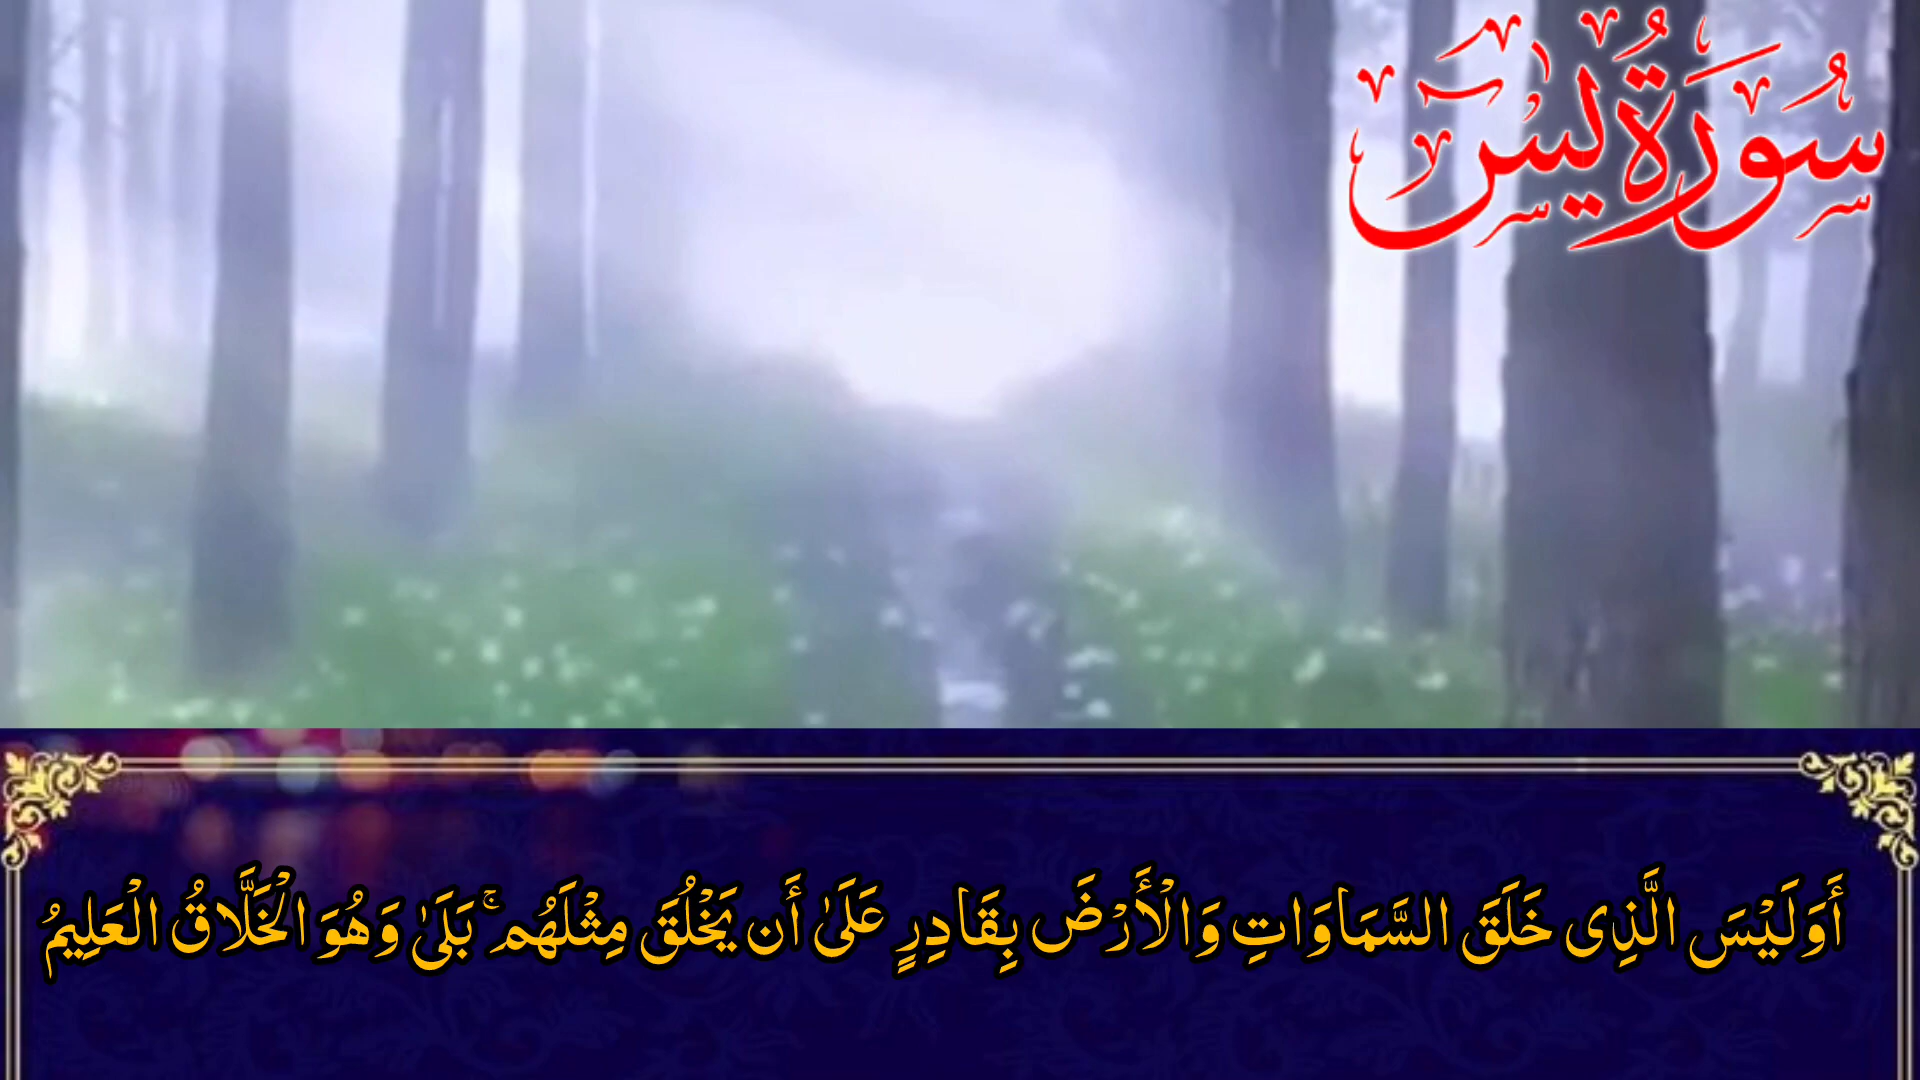 سُورَةُ يسٓ
أَوَلَيْسَ الَّذِى خَلَقَ السَّمَاوَاتِ وَالْأَرْضَ بِقَادِرٍ عَلَىٰ أَن يَخْلُقَ مِثْلَهُم ۚ بَلَىٰ وَهُوَ الْخَلَّاقُ الْعَلِيمُ